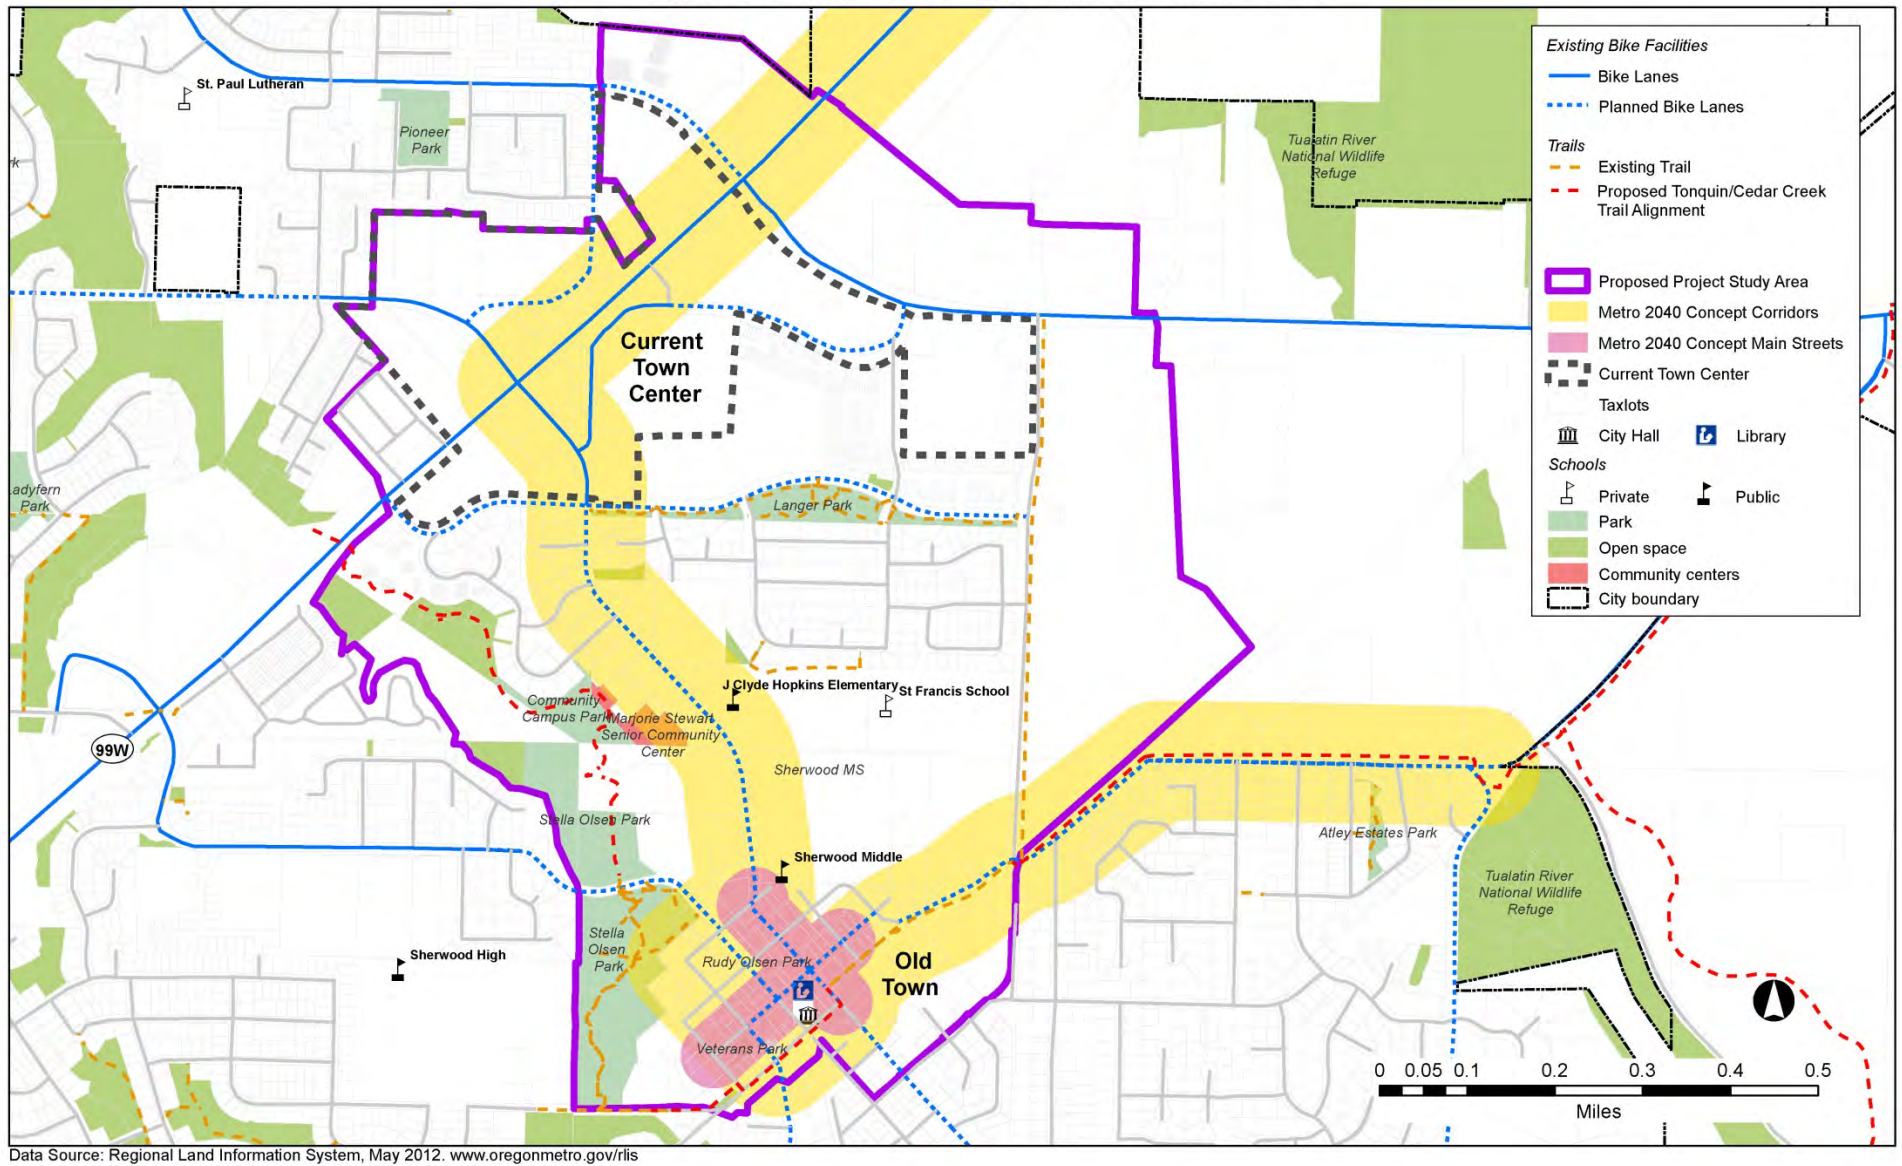 St. Paul Lutheran
Pioneer
Park
rk
Tualatin River
National Wildlife
Refuge
Existing Bike Facilities
Bike Lanes
Planned Bike Lanes
Trails
Existing Trail
Proposed Tonquin/Cedar Creek
Trail Alignment
Proposed Project Study Area
Metro 2040 Concept Corridors
Metro 2040 Concept Main Streets
Current Town Center
Taxlots
City Hall
Library
Schools
Private
Public
Park
Open space
Community centers
City boundary
Current
Town
Center
adyfern
Park
Langer Park
J Clyde Hopkins Elementary
St Francis School
Community
Campus Park
Marjorie Stewart
Senior Community
Center
99W
Sherwood MS
Stella Olsen Park
Atley Estates Park
Sherwood Middle
Tualatin River
National Wildlife
Refuge
Stella
Olsen
Park
Sherwood High
Rudy Olsen Park
Old
Town
Veterans Park
0 0.05 0.1 0.2 0.3 0.4 0.5
Miles
Data Source: Regional Land Information System, May 2012. www.oregonmetro.gov/rlis